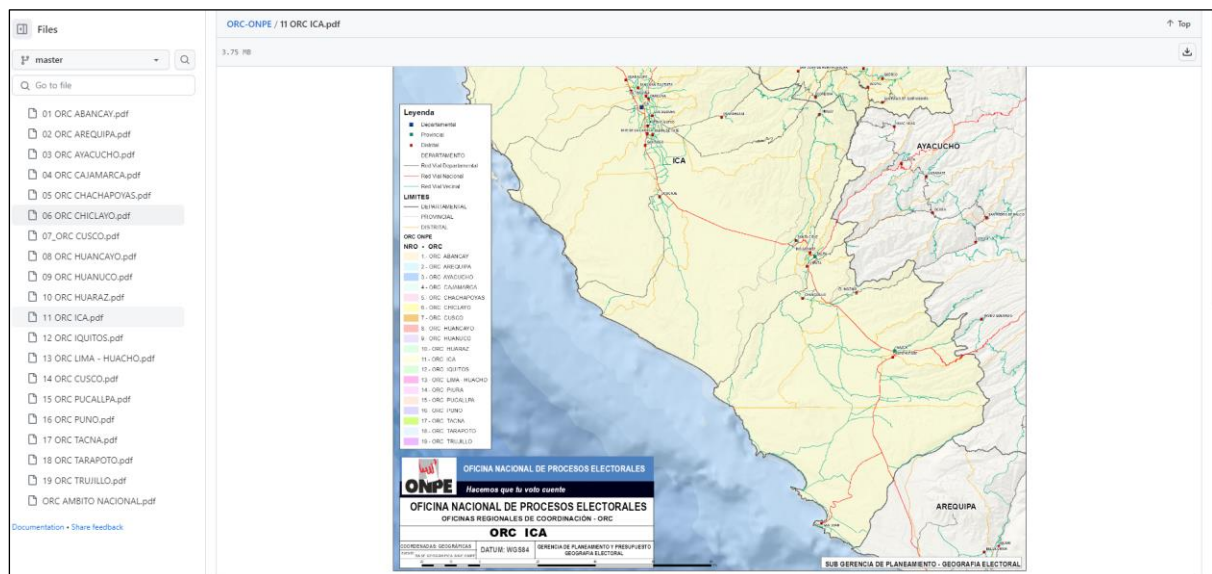 Files
master
Go to file
01 ORC ABANCAY.pdf
02 ORC AREQUIPA.pdf
03 ORC AYACUCHO.pdf
04 ORC CAJAMARCA.pdf
05 ORC CHACHAPOYAS.pdf
06 ORC CHICLAYO.pdf
07_ORC CUSCO.pdf
08 ORC HUANCAYO.pdf
09 ORC HUANUCO.pdf
10 ORC HUARAZ.pdf
11 ORC ICA.pdf
12 ORC IQUITOS.pdf
13 ORC LIMA - HUACHO.pdf
14 ORC CUSCO.pdf
15 ORC PUCALLPA.pdf
16 ORC PUNO.pdf
17 ORC TACNA.pdf
18 ORC TARAPOTO.pdf
19 ORC TRUJILLO.pdf
ORC AMBITO NACIONAL.pdf
Documentation • Share feedback
ORC-ONPE / 11 ORC ICA.pdf
Top
3.75 MB
Leyenda
Departamental
Provincial
Distrital
DEPARTAMENTO
Red Vial Departamental
Red Vial Nacional
Red Vial Vecinal
LIMITES
DEPARTAMENTAL
PROVINCIAL
DISTRITAL
ORC ONPE
NRO - ORC
1 - ORC ABANCAY
2 - ORC AREQUIPA
3 - ORC AYACUCHO
4 - ORC CAJAMARCA
5 - ORC CHACHAPOYAS
6 - ORC CHICLAYO
7 - ORC CUSCO
8 - ORC HUANCAYO
9 - ORC HUANUCO
10 - ORC HUARAZ
11 - ORC ICA
12 - ORC IQUITOS
13 - ORC LIMA - HUACHO
14 - ORC PIURA
15 - ORC PUCALLPA
16 - ORC PUNO
17 - ORC TACNA
18 - ORC TARAPOTO
19 - ORC TRUJILLO
ICA
AYACUCHO
AREQUIPA
ONPE
OFICINA NACIONAL DE PROCESOS ELECTORALES
Hacemos que tu voto cuente
OFICINA NACIONAL DE PROCESOS ELECTORALES
OFICINAS REGIONALES DE COORDINACIÓN - ORC
ORC ICA
COORDENADAS GEOGRÁFICAS
DATUM: WGS84
GERENCIA DE PLANEAMIENTO Y PRESUPUESTO
GEOGRAFIA ELECTORAL
SUB GERENCIA DE PLANEAMIENTO - GEOGRAFIA ELECTORAL